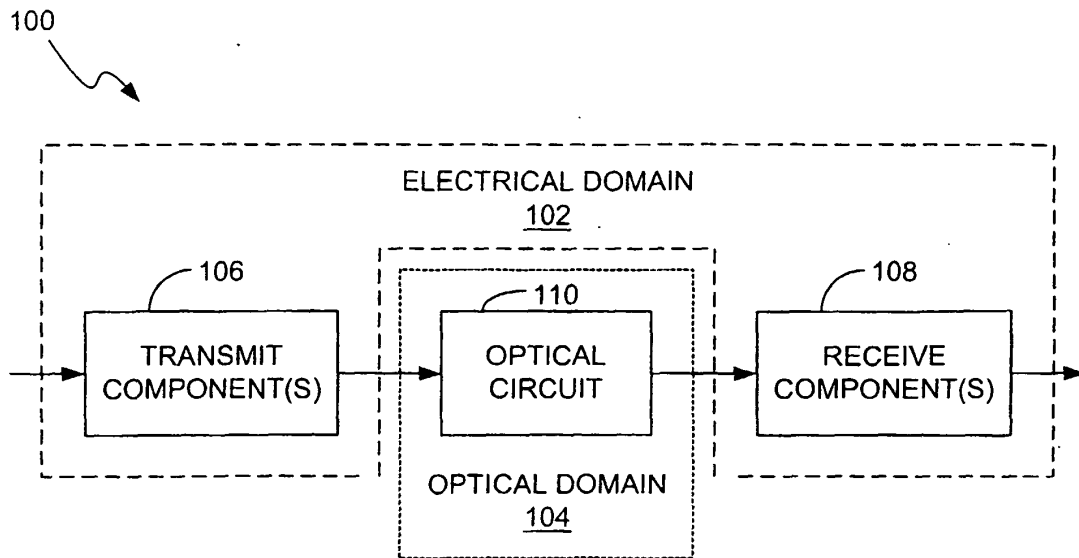 100
ELECTRICAL DOMAIN
102
106
110
108
TRANSMIT
COMPONENT(S)
OPTICAL
CIRCUIT
RECEIVE
COMPONENT(S)
OPTICAL DOMAIN
104